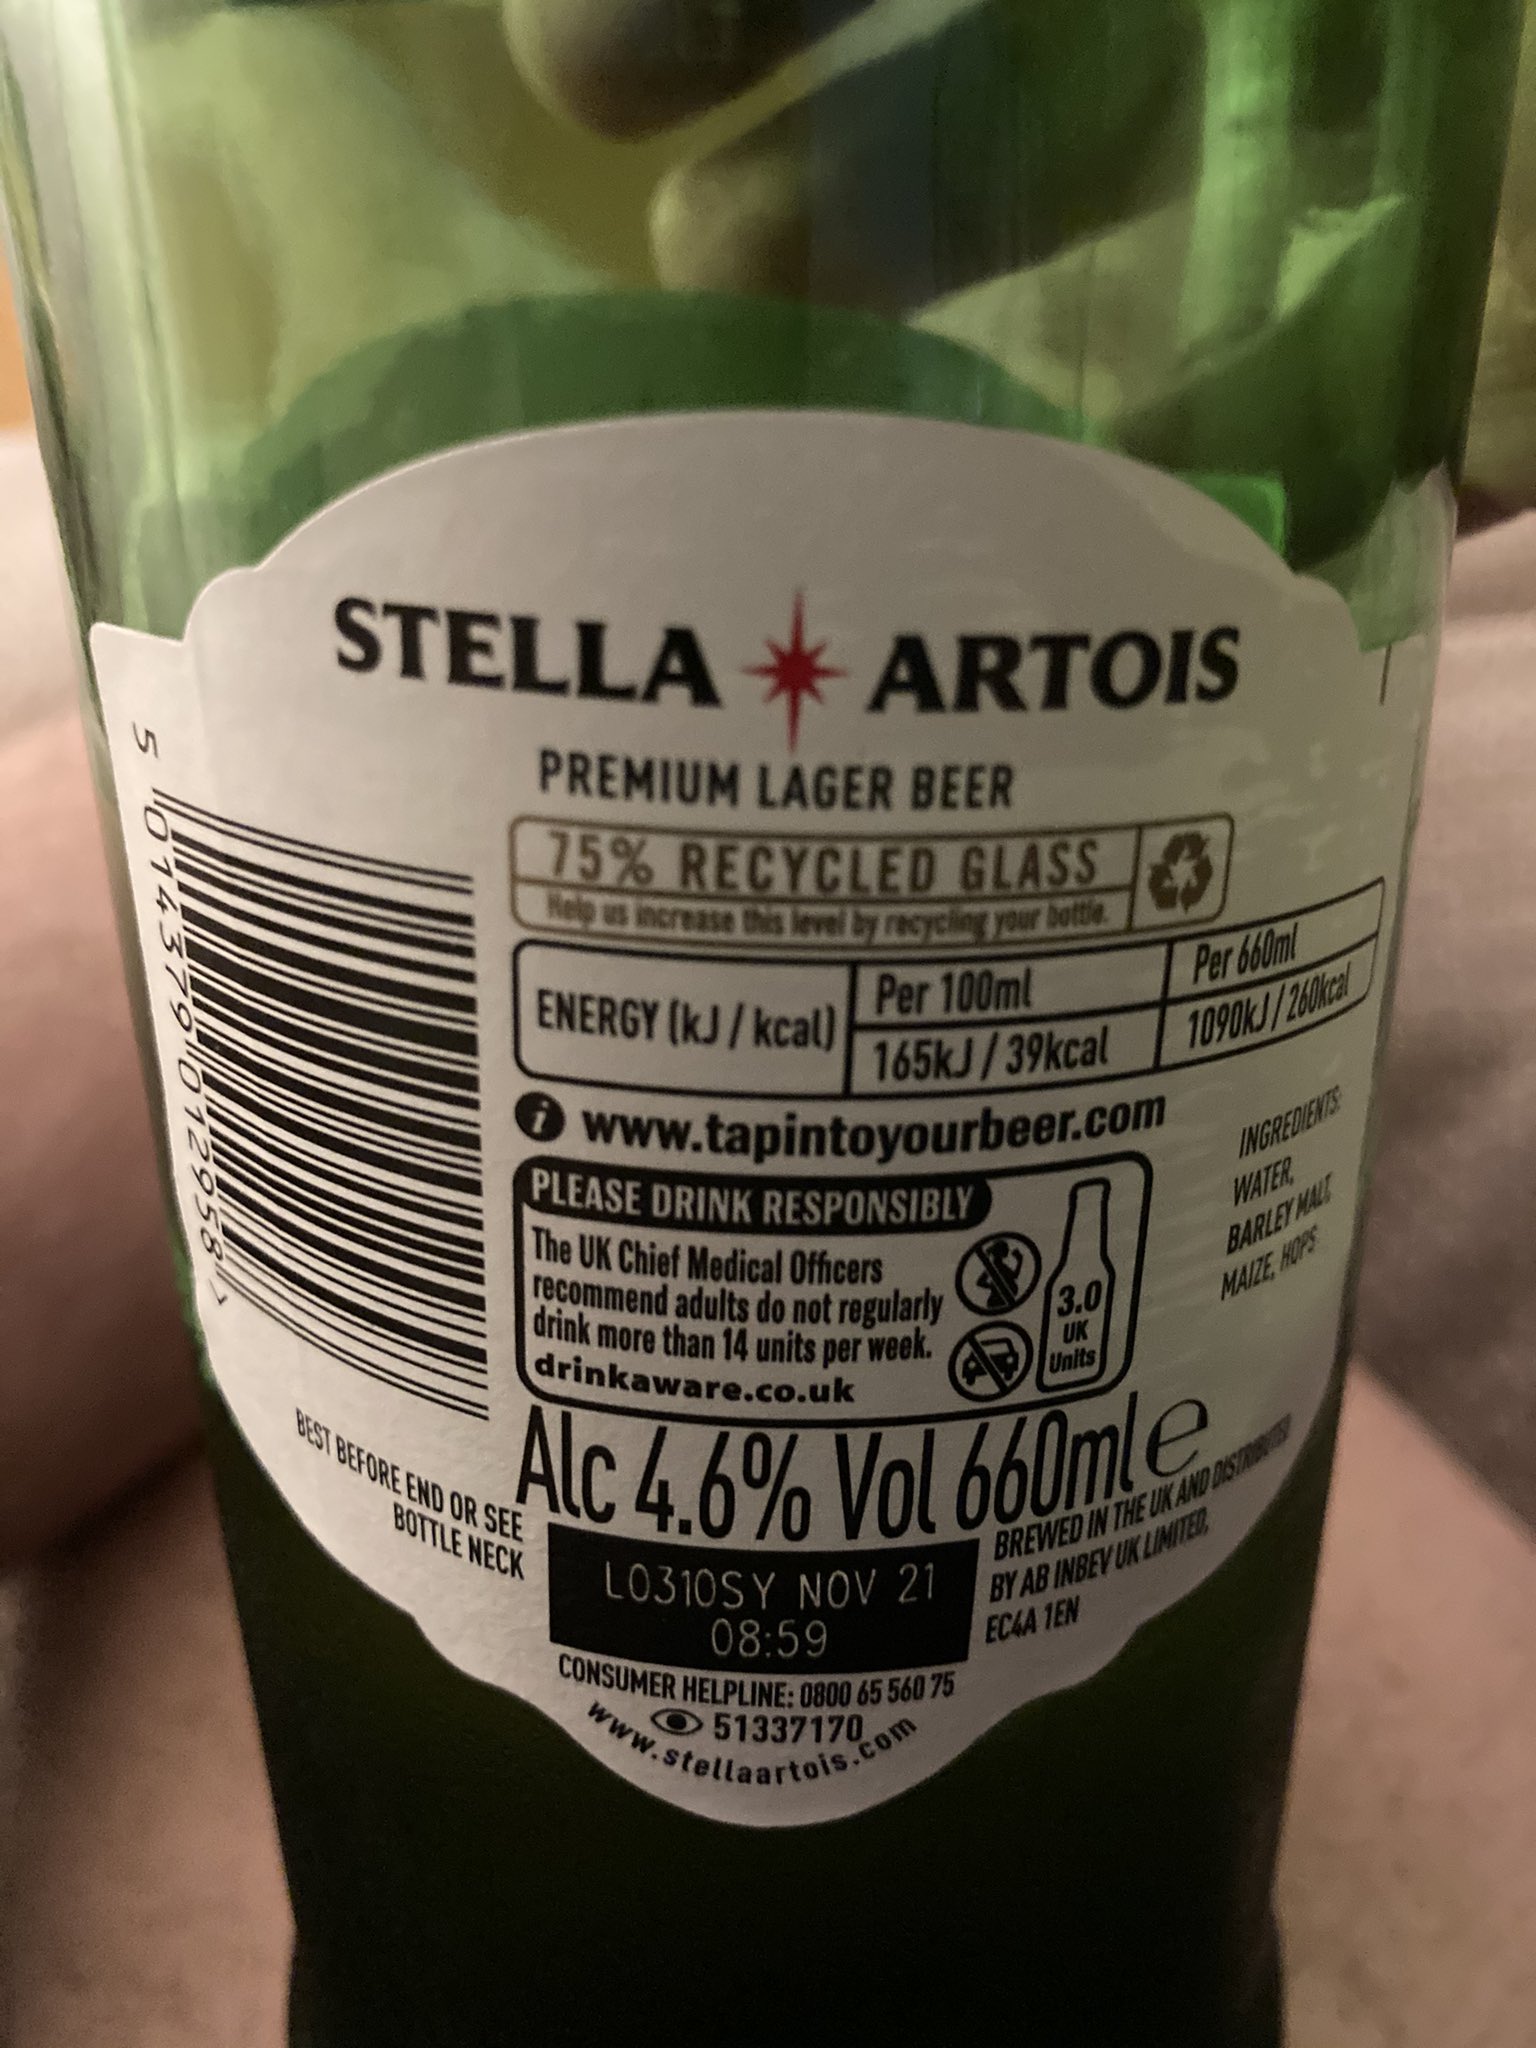 STELLA ARTOIS
PREMIUM LAGER BEER
75% RECYCLED GLASS
Help us increase this level by recycling your bottle.
ENERGY (kJ / kcal)
Per 100ml
Per 660ml
165kJ / 39kcal
1090kJ / 260kcal
i www.tapintoyourbeer.com
PLEASE DRINK RESPONSIBLY
The UK Chief Medical Officers
recommend adults do not regularly
drink more than 14 units per week.
drinkaware.co.uk
3.0
UK
Units
INGREDIENTS:
WATER,
BARLEY MALT,
MAIZE, HOPS
5 014379 012958 >
Alc 4.6% Vol 660ml e
BEST BEFORE END OR SEE
BOTTLE NECK
L0310SY NOV 21
08:59
BREWED IN THE UK AND DISTRIBUTED
BY AB INBEV UK LIMITED,
EC4A 1EN
CONSUMER HELPLINE: 0800 65 560 75
51337170
www.stellaartois.com